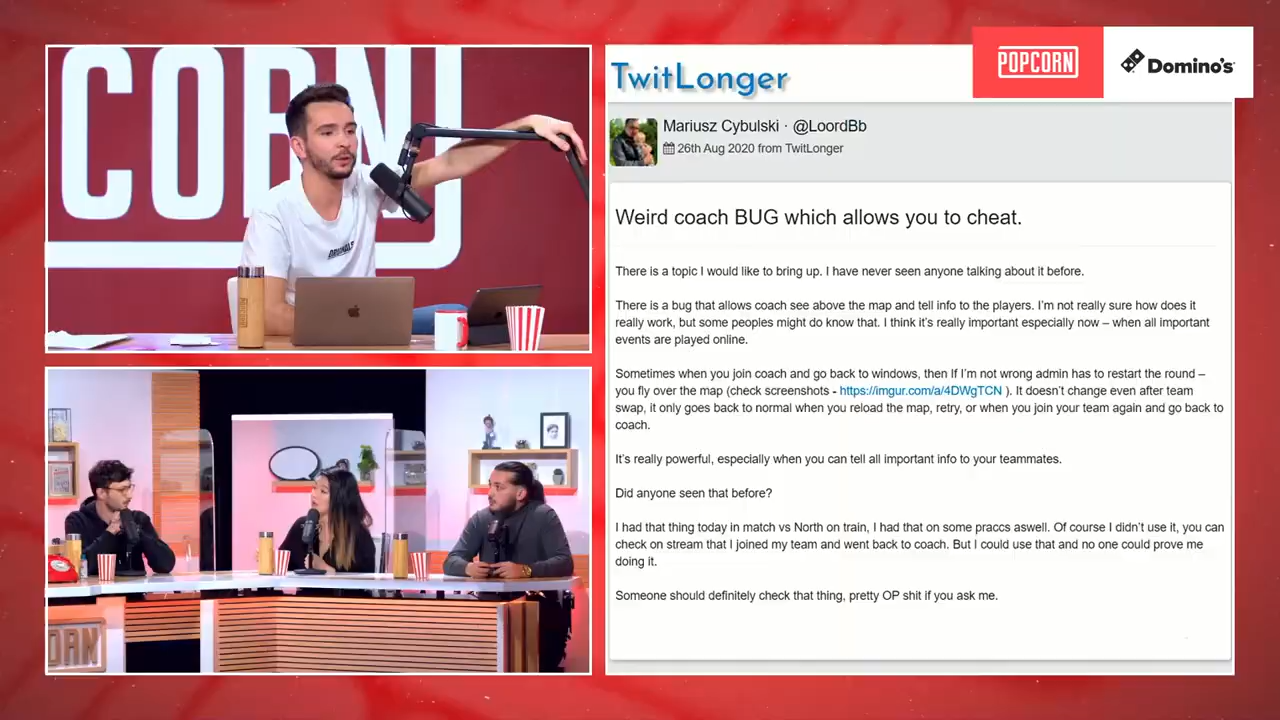 CORN
POPCORN
Domino's
TwitLonger
Mariusz Cybulski · @LoordBb
26th Aug 2020 from TwitLonger
Weird coach BUG which allows you to cheat.
There is a topic I would like to bring up. I have never seen anyone talking about it before.
There is a bug that allows coach see above the map and tell info to the players. I'm not really sure how does it
really work, but some peoples might do know that. I think it's really important especially now – when all important
events are played online.
Sometimes when you join coach and go back to windows, then If I'm not wrong admin has to restart the round –
you fly over the map (check screenshots - https://imgur.com/a/4DWgTCN ). It doesn't change even after team
swap, it only goes back to normal when you reload the map, retry, or when you join your team again and go back to
coach.
It's really powerful, especially when you can tell all important info to your teammates.
Did anyone seen that before?
I had that thing today in match vs North on train, I had that on some praccs aswell. Of course I didn't use it, you can
check on stream that I joined my team and went back to coach. But I could use that and no one could prove me
doing it.
Someone should definitely check that thing, pretty OP shit if you ask me.
ORN